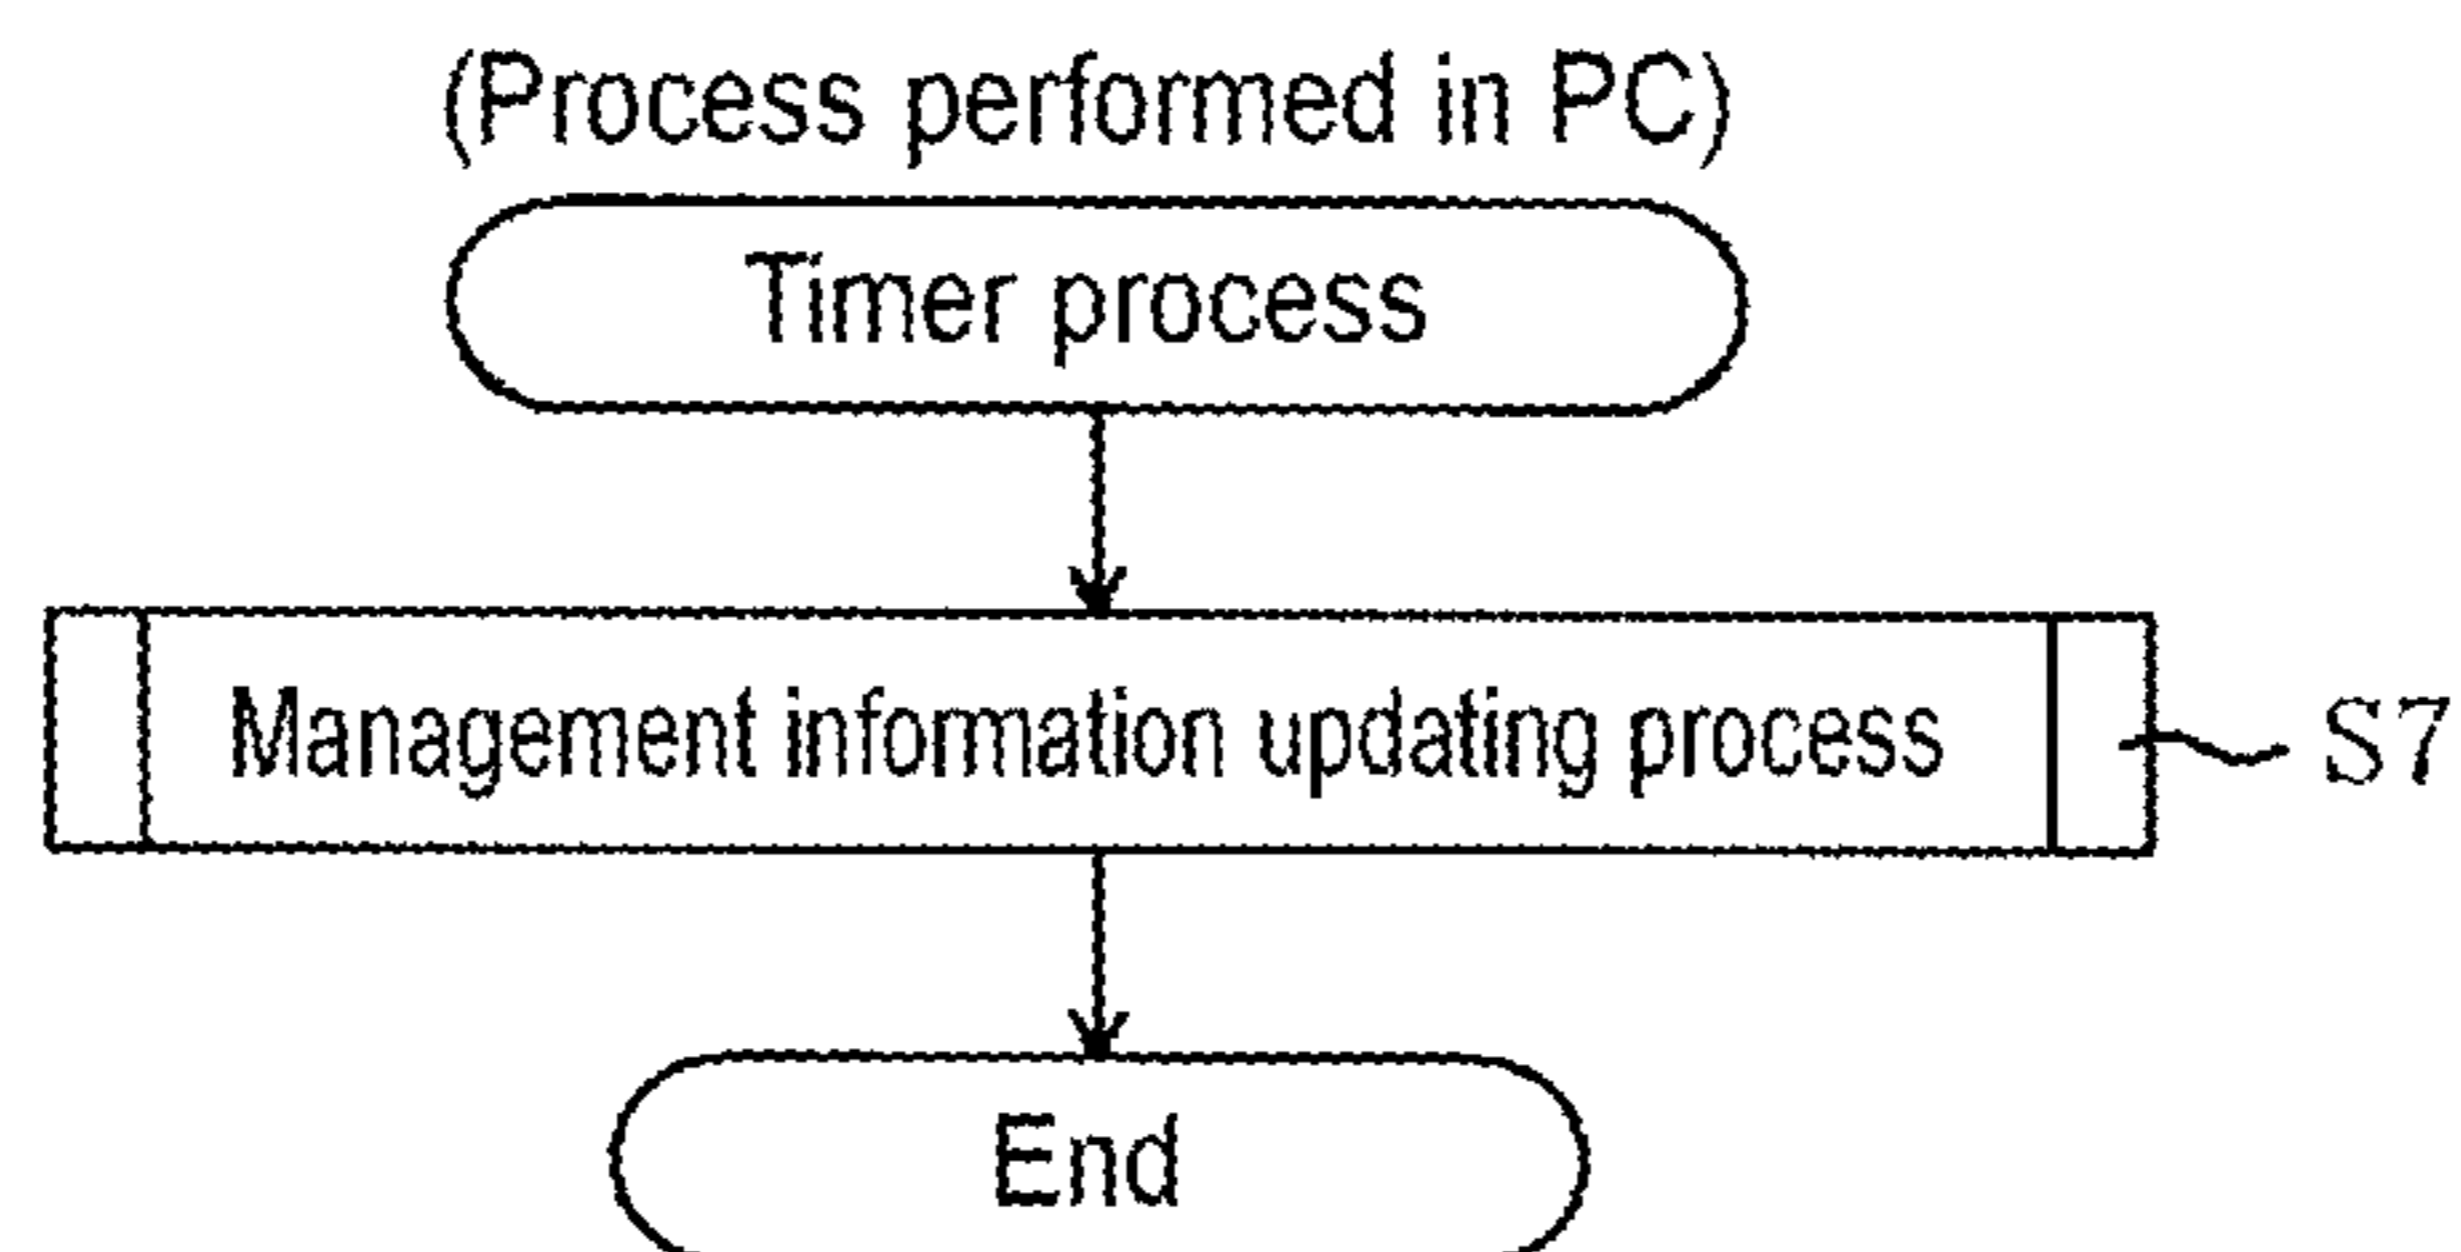 (Process performed in PC)
Timer process
Management information updating process
S7
End